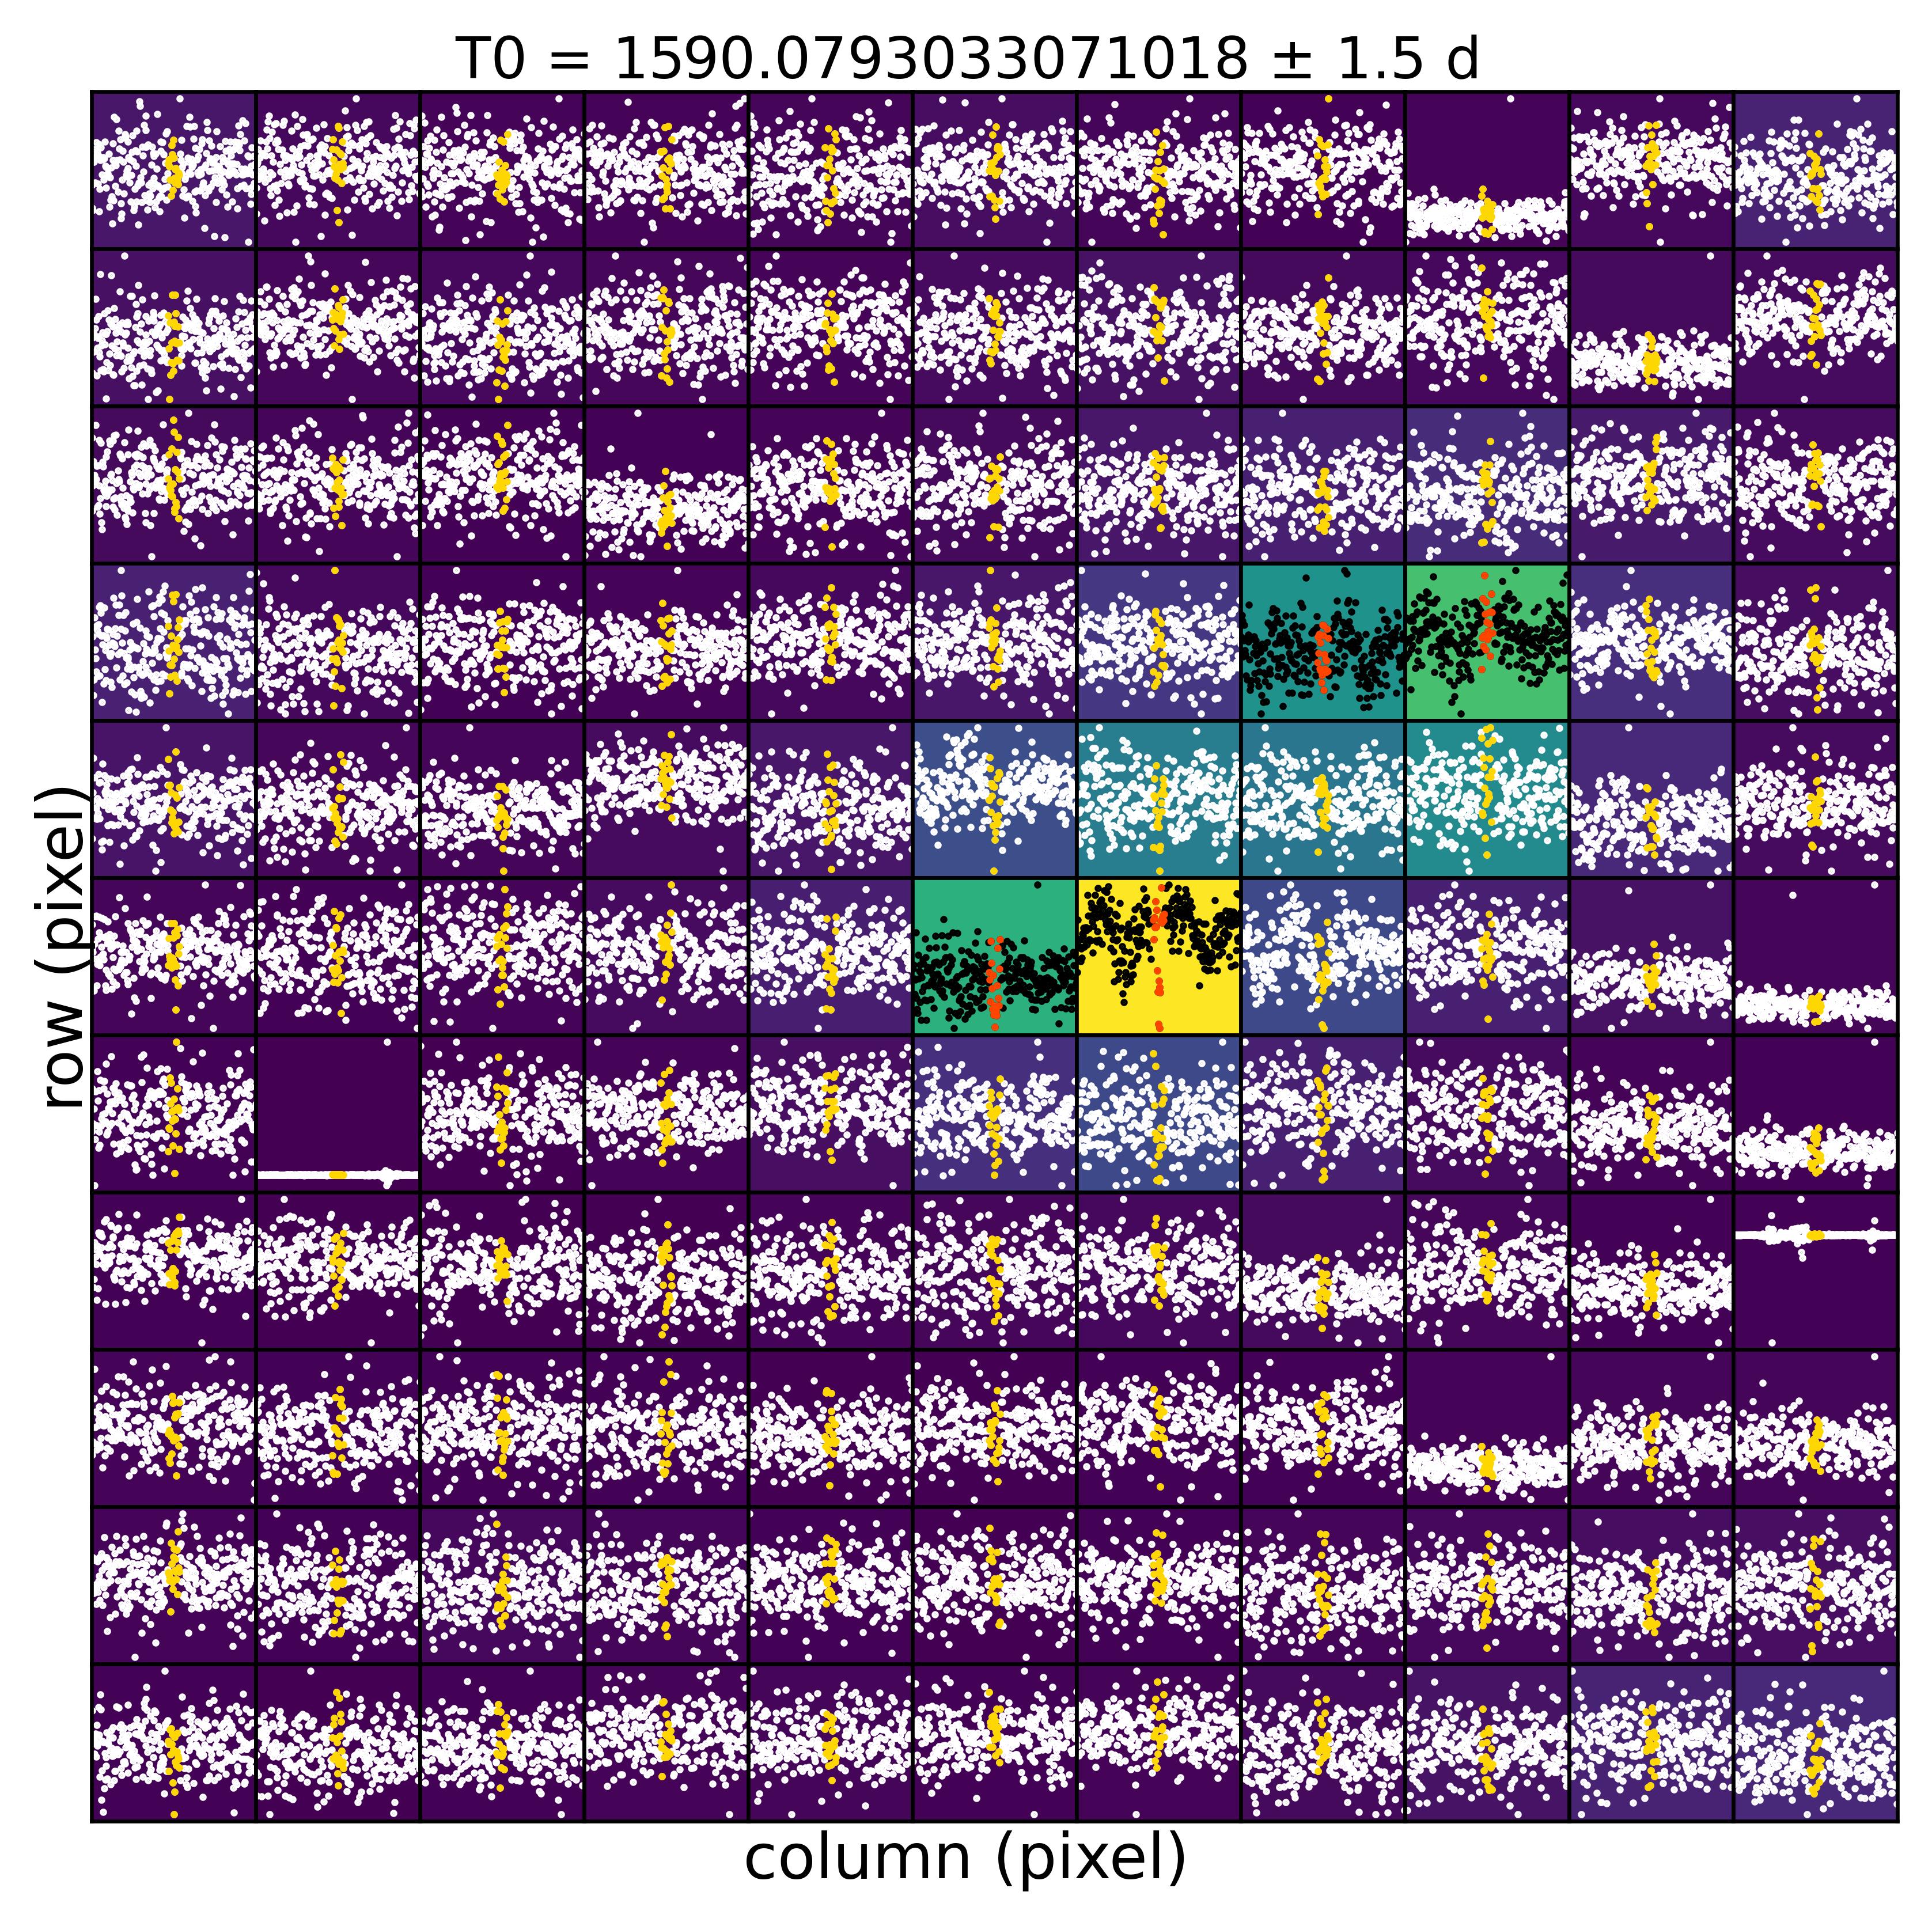 T0 = 1590.0793033071018 ± 1.5 d
row (pixel)
column (pixel)